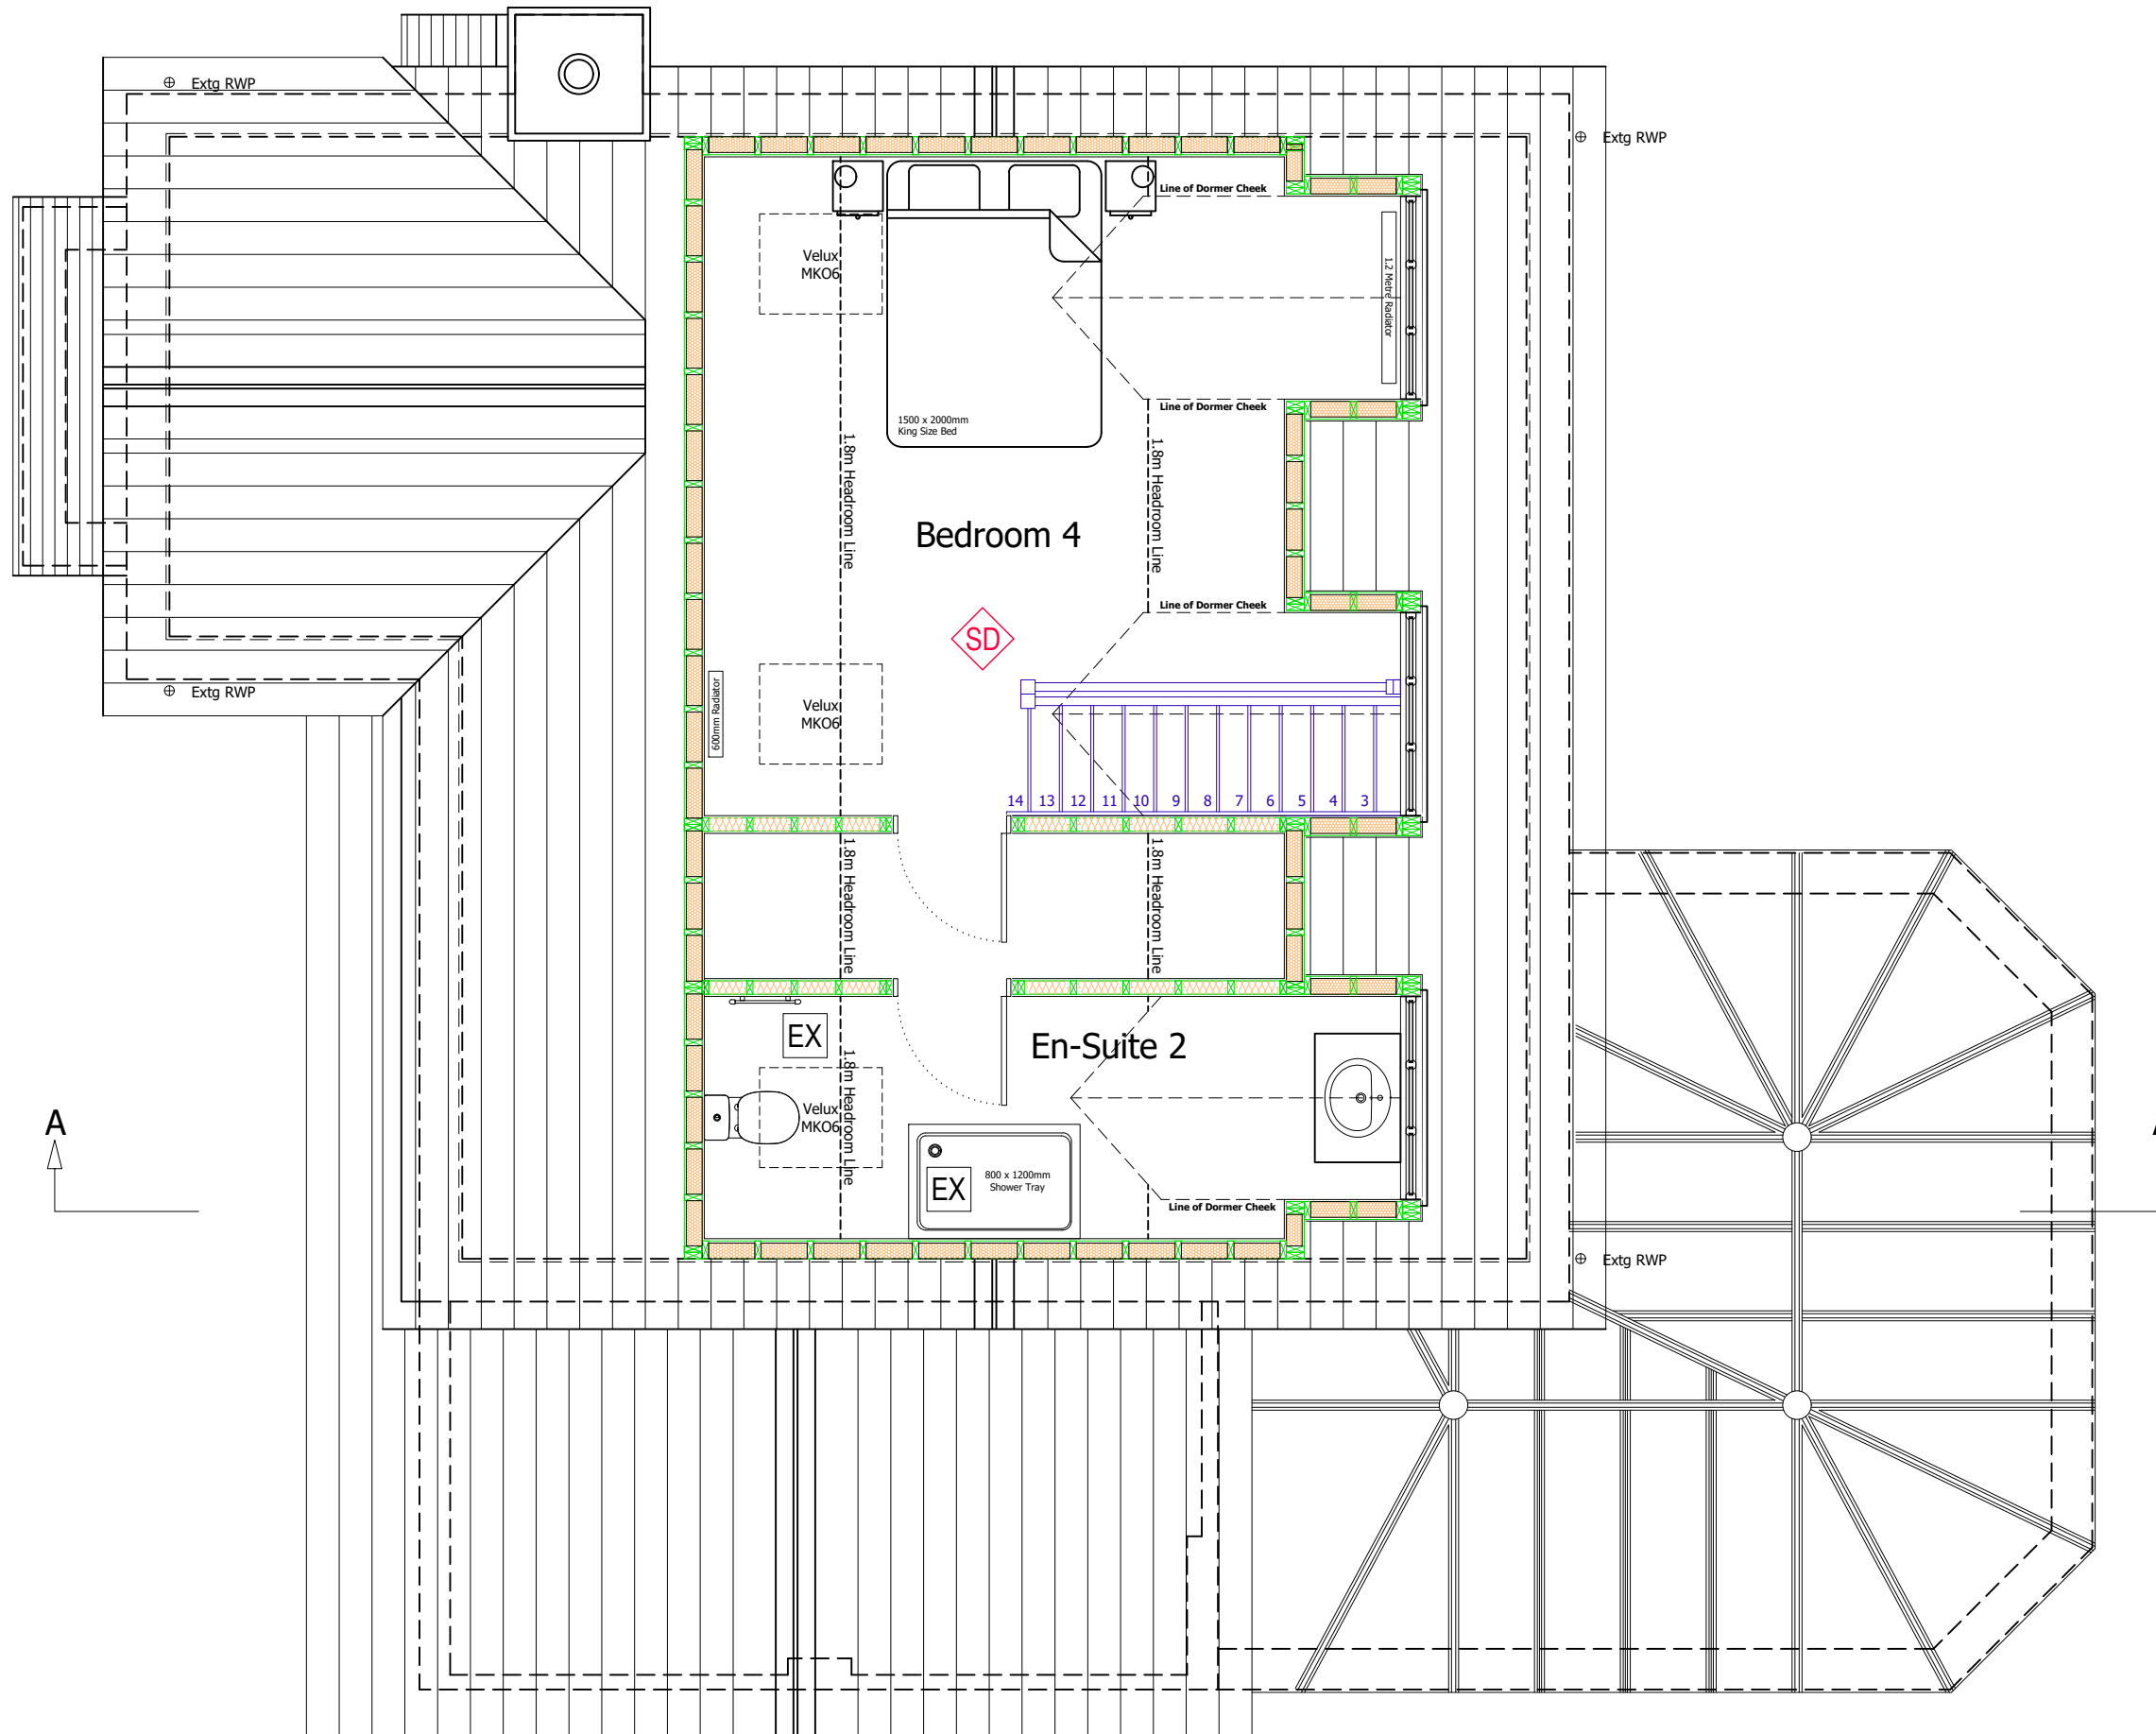 Extg RWP
Extg RWP
Line of Dormer Cheek
Velux
MKO6
1.2 Metre Radiator
Line of Dormer Cheek
1500 x 2000mm
King Size Bed
1.8m Headroom Line
1.8m Headroom Line
Bedroom 4
Line of Dormer Cheek
SD
Extg RWP
600mm Radiator
Velux
MKO6
14 13 12 11 10 9 8 7 6 5 4 3
1.8m Headroom Line
1.8m Headroom Line
EX
En-Suite 2
1.8m Headroom Line
Velux
MKO6
A
EX
800 x 1200mm
Shower Tray
Line of Dormer Cheek
Extg RWP